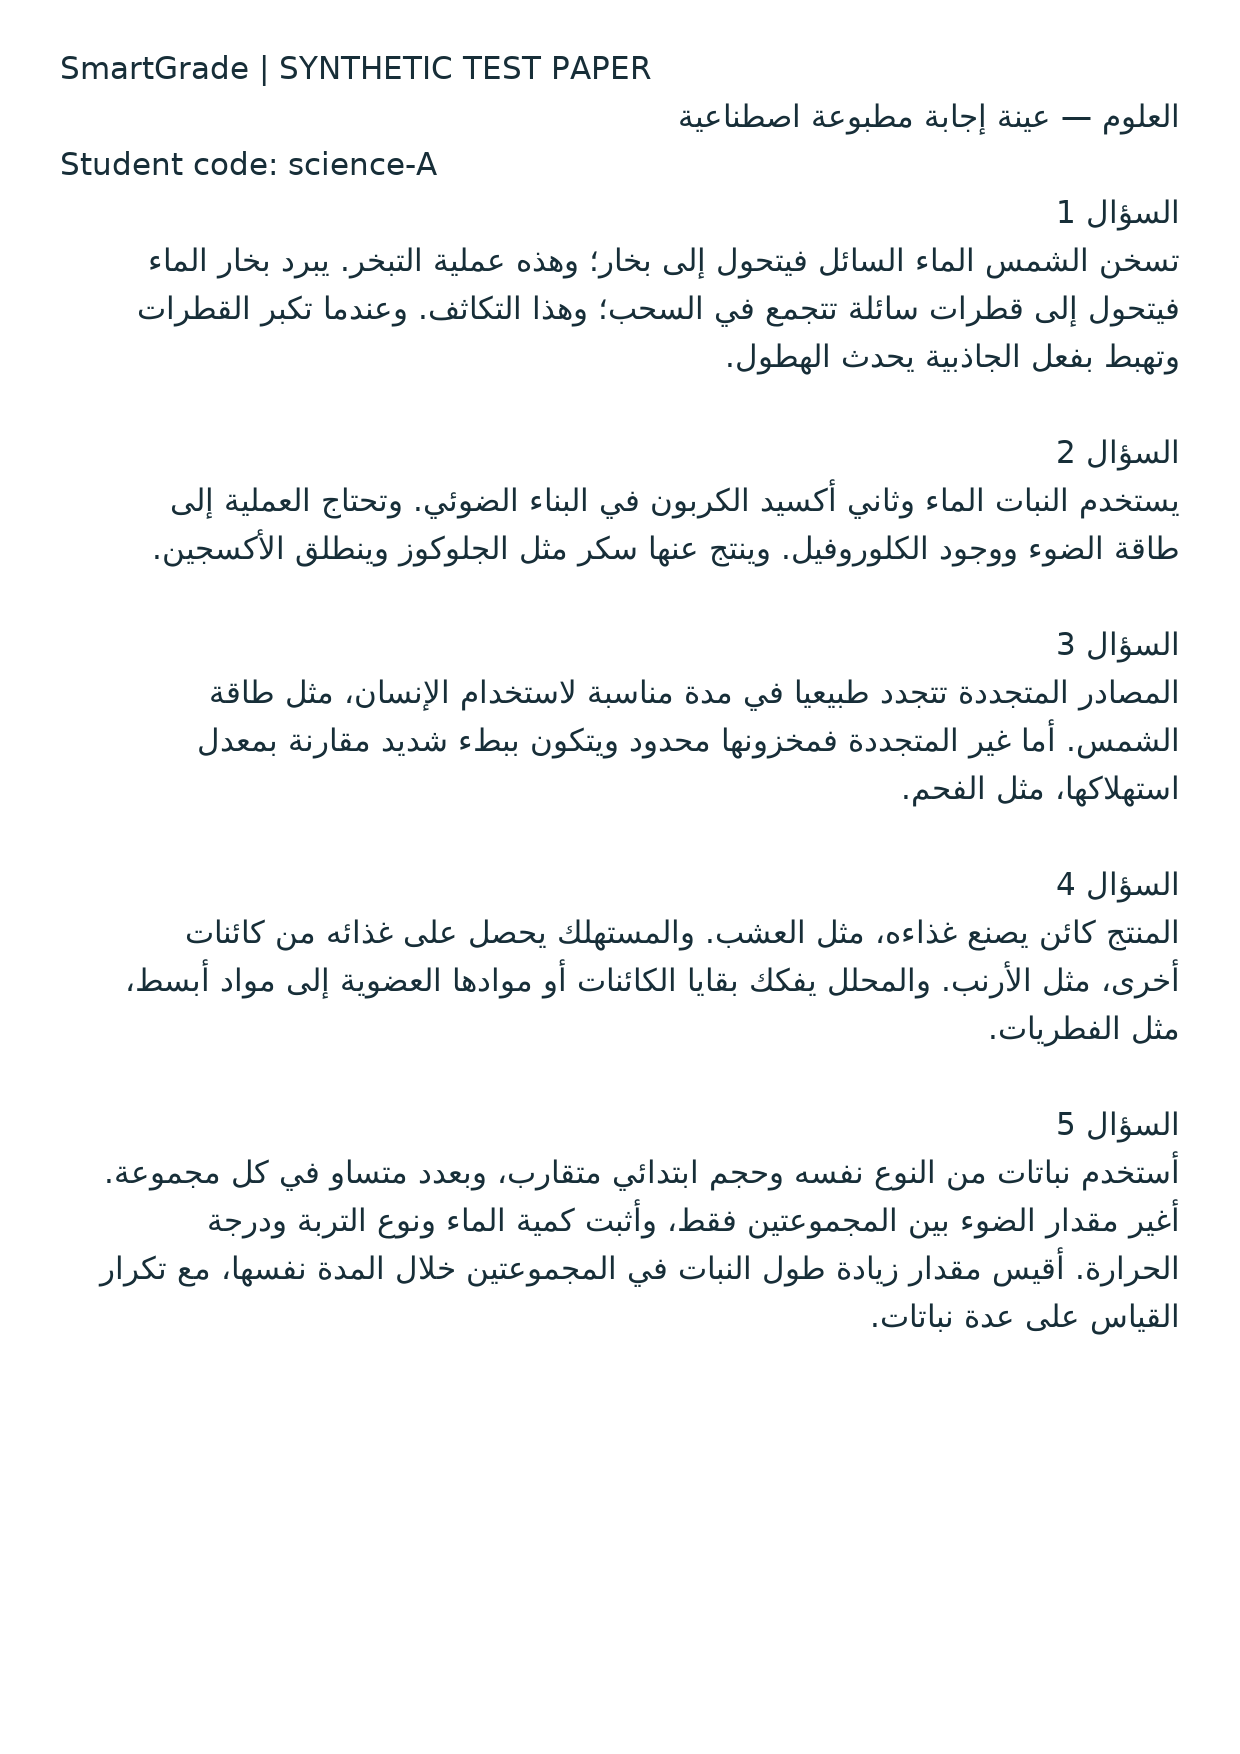 SmartGrade | SYNTHETIC TEST PAPER
العلوم — عينة إجابة مطبوعة اصطناعية
Student code: science-A
السؤال 1
تسخن الشمس الماء السائل فيتحول إلى بخار؛ وهذه عملية التبخر. يبرد بخار الماء
فيتحول إلى قطرات سائلة تتجمع في السحب؛ وهذا التكاثف. وعندما تكبر القطرات
وتهبط بفعل الجاذبية يحدث الهطول.
السؤال 2
يستخدم النبات الماء وثاني أكسيد الكربون في البناء الضوئي. وتحتاج العملية إلى
طاقة الضوء ووجود الكلوروفيل. وينتج عنها سكر مثل الجلوكوز وينطلق الأكسجين.
السؤال 3
المصادر المتجددة تتجدد طبيعيا في مدة مناسبة لاستخدام الإنسان، مثل طاقة
الشمس. أما غير المتجددة فمخزونها محدود ويتكون ببطء شديد مقارنة بمعدل
استهلاكها، مثل الفحم.
السؤال 4
المنتج كائن يصنع غذاءه، مثل العشب. والمستهلك يحصل على غذائه من كائنات
أخرى، مثل الأرنب. والمحلل يفكك بقايا الكائنات أو موادها العضوية إلى مواد أبسط،
مثل الفطريات.
السؤال 5
أستخدم نباتات من النوع نفسه وحجم ابتدائي متقارب، وبعدد متساو في كل مجموعة.
أغير مقدار الضوء بين المجموعتين فقط، وأثبت كمية الماء ونوع التربة ودرجة
الحرارة. أقيس مقدار زيادة طول النبات في المجموعتين خلال المدة نفسها، مع تكرار
القياس على عدة نباتات.